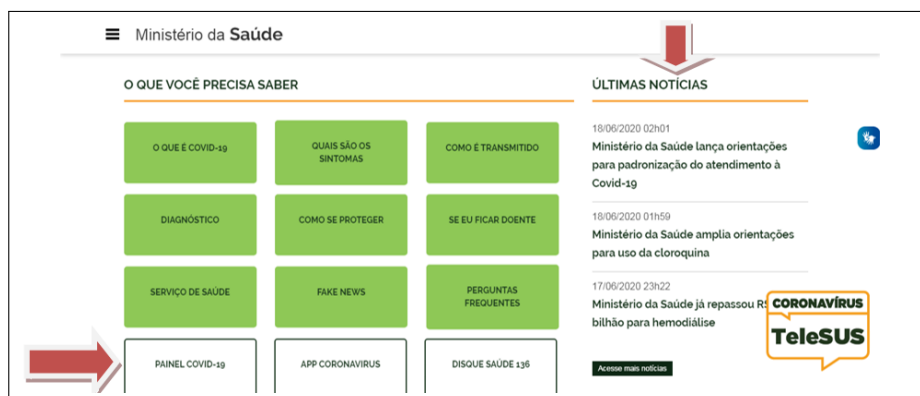 Ministério da Saúde
O QUE VOCÊ PRECISA SABER
O QUE É COVID-19
QUAIS SÃO OS
SINTOMAS
COMO É TRANSMITIDO
DIAGNÓSTICO
COMO SE PROTEGER
SE EU FICAR DOENTE
SERVIÇO DE SAÚDE
FAKE NEWS
PERGUNTAS
FREQUENTES
PAINEL COVID-19
APP CORONAVIRUS
DISQUE SAÚDE 136
ÚLTIMAS NOTÍCIAS
18/06/2020 02h01
Ministério da Saúde lança orientações
para padronização do atendimento à
Covid-19
18/06/2020 01h59
Ministério da Saúde amplia orientações
para uso da cloroquina
17/06/2020 23h22
Ministério da Saúde já repassou
bilhão para hemodiálise
Acesse mais notícias
CORONAVÍRUS
TeleSUS